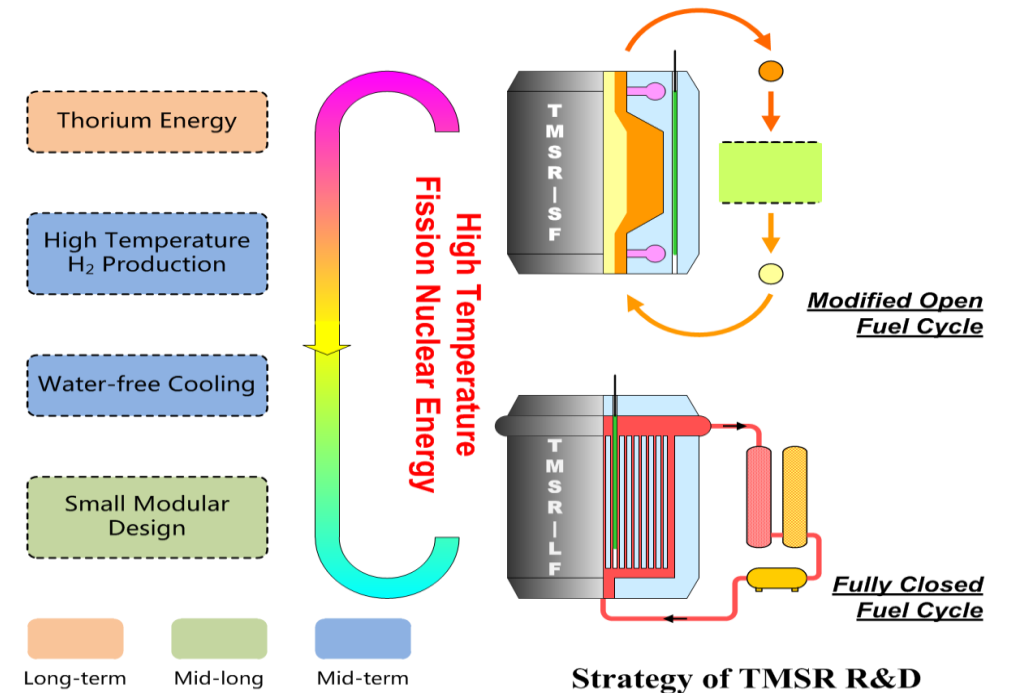 Thorium Energy
High Temperature
H₂ Production
Water-free Cooling
Small Modular
Design
Long-term
Mid-long
Mid-term
High Temperature
Fission Nuclear Energy
TMSR|SF
Modified Open
Fuel Cycle
TMSR|LF
Fully Closed
Fuel Cycle
Strategy of TMSR R&D